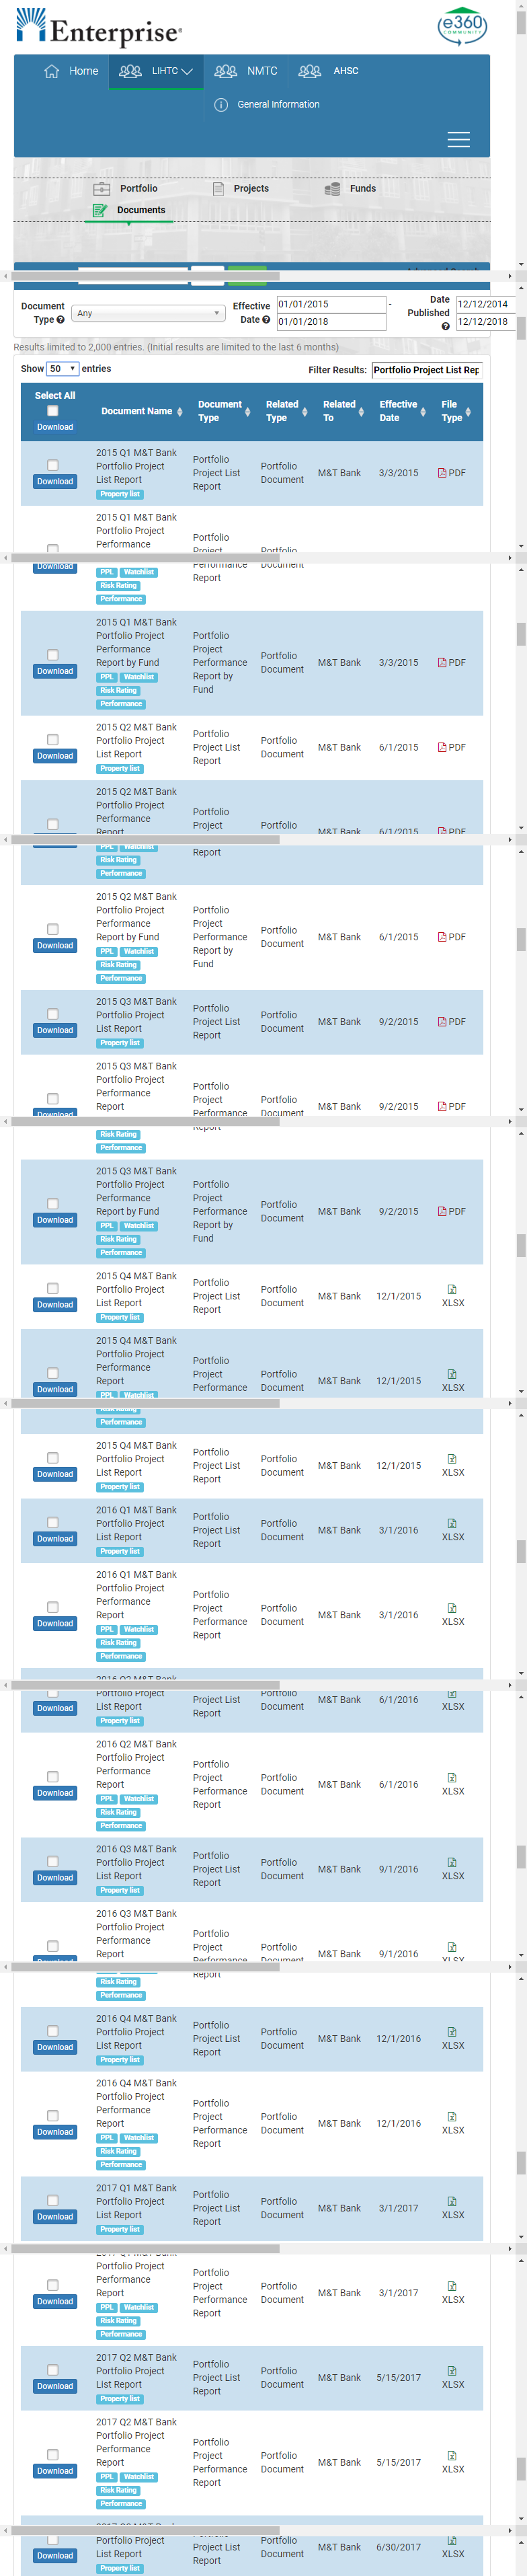 Enterprise
e360
COMMUNITY
Home
LIHTC
NMTC
AHSC
General Information
Portfolio
Projects
Funds
Documents
Document Type
Any
Effective Date
01/01/2015
-
01/01/2018
Date Published
12/12/2014
12/12/2018
Results limited to 2,000 entries. (Initial results are limited to the last 6 months)
Show 50 entries
Filter Results: Portfolio Project List Rep
Select All
Download
Document Name
Document Type
Related Type
Related To
Effective Date
File Type
2015 Q1 M&T Bank
Portfolio Project
List Report
Property list
Download
Portfolio
Project List
Report
Portfolio
Document
M&T Bank
3/3/2015
PDF
2015 Q1 M&T Bank
Portfolio Project
Performance
PPL Watchlist
Risk Rating
Performance
Download
Portfolio
Project
Performance
Report
Portfolio
Document
2015 Q1 M&T Bank
Portfolio Project
Performance
Report by Fund
PPL Watchlist
Risk Rating
Performance
Download
Portfolio
Project
Performance
Report by
Fund
Portfolio
Document
M&T Bank
3/3/2015
PDF
2015 Q2 M&T Bank
Portfolio Project
List Report
Property list
Download
Portfolio
Project List
Report
Portfolio
Document
M&T Bank
6/1/2015
PDF
2015 Q2 M&T Bank
Portfolio Project
Performance
Report
PPL Watchlist
Risk Rating
Performance
Portfolio
Project
Report
Portfolio
M&T Bank
6/1/2015
PDF
2015 Q2 M&T Bank
Portfolio Project
Performance
Report by Fund
PPL Watchlist
Risk Rating
Performance
Download
Portfolio
Project
Performance
Report by
Fund
Portfolio
Document
M&T Bank
6/1/2015
PDF
2015 Q3 M&T Bank
Portfolio Project
List Report
Property list
Download
Portfolio
Project List
Report
Portfolio
Document
M&T Bank
9/2/2015
PDF
2015 Q3 M&T Bank
Portfolio Project
Performance
Report
Risk Rating
Performance
Download
Portfolio
Project
Performance
Report
Portfolio
Document
M&T Bank
9/2/2015
PDF
2015 Q3 M&T Bank
Portfolio Project
Performance
Report by Fund
PPL Watchlist
Risk Rating
Performance
Download
Portfolio
Project
Performance
Report by
Fund
Portfolio
Document
M&T Bank
9/2/2015
PDF
2015 Q4 M&T Bank
Portfolio Project
List Report
Property list
Download
Portfolio
Project List
Report
Portfolio
Document
M&T Bank
12/1/2015
XLSX
2015 Q4 M&T Bank
Portfolio Project
Performance
Report
PPL Watchlist
Risk Rating
Performance
Download
Portfolio
Project
Performance
Portfolio
Document
M&T Bank
12/1/2015
XLSX
2015 Q4 M&T Bank
Portfolio Project
List Report
Property list
Download
Portfolio
Project List
Report
Portfolio
Document
M&T Bank
12/1/2015
XLSX
2016 Q1 M&T Bank
Portfolio Project
List Report
Property list
Download
Portfolio
Project List
Report
Portfolio
Document
M&T Bank
3/1/2016
XLSX
2016 Q1 M&T Bank
Portfolio Project
Performance
Report
PPL Watchlist
Risk Rating
Performance
Download
Portfolio
Project
Performance
Report
Portfolio
Document
M&T Bank
3/1/2016
XLSX
2016 Q2 M&T Bank
Portfolio Project
List Report
Property list
Download
Project List
Report
Portfolio
Document
M&T Bank
6/1/2016
XLSX
2016 Q2 M&T Bank
Portfolio Project
Performance
Report
PPL Watchlist
Risk Rating
Performance
Download
Portfolio
Project
Performance
Report
Portfolio
Document
M&T Bank
6/1/2016
XLSX
2016 Q3 M&T Bank
Portfolio Project
List Report
Property list
Download
Portfolio
Project List
Report
Portfolio
Document
M&T Bank
9/1/2016
XLSX
2016 Q3 M&T Bank
Portfolio Project
Performance
Report
Risk Rating
Performance
Download
Portfolio
Project
Performance
Report
Portfolio
Document
M&T Bank
9/1/2016
XLSX
2016 Q4 M&T Bank
Portfolio Project
List Report
Property list
Download
Portfolio
Project List
Report
Portfolio
Document
M&T Bank
12/1/2016
XLSX
2016 Q4 M&T Bank
Portfolio Project
Performance
Report
PPL Watchlist
Risk Rating
Performance
Download
Portfolio
Project
Performance
Report
Portfolio
Document
M&T Bank
12/1/2016
XLSX
2017 Q1 M&T Bank
Portfolio Project
List Report
Property list
Download
Portfolio
Project List
Report
Portfolio
Document
M&T Bank
3/1/2017
XLSX
2017 Q1 M&T Bank
Portfolio Project
Performance
Report
PPL Watchlist
Risk Rating
Performance
Download
Portfolio
Project
Performance
Report
Portfolio
Document
M&T Bank
3/1/2017
XLSX
2017 Q2 M&T Bank
Portfolio Project
List Report
Property list
Download
Portfolio
Project List
Report
Portfolio
Document
M&T Bank
5/15/2017
XLSX
2017 Q2 M&T Bank
Portfolio Project
Performance
Report
PPL Watchlist
Risk Rating
Performance
Download
Portfolio
Project
Performance
Report
Portfolio
Document
M&T Bank
5/15/2017
XLSX
Portfolio Project
List Report
Property list
Download
Project List
Report
Portfolio
Document
M&T Bank
6/30/2017
XLSX